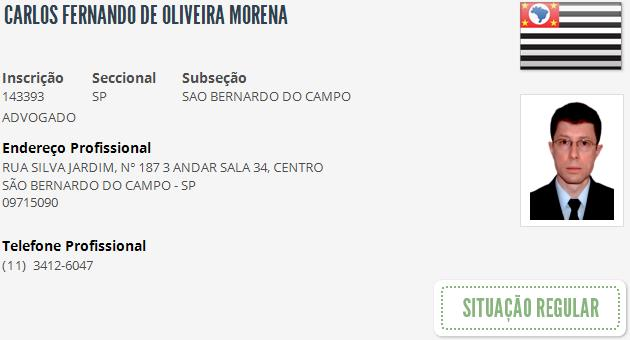 CARLOS FERNANDO DE OLIVEIRA MORENA
Inscrição Seccional Subseção
143393 SP SAO BERNARDO DO CAMPO
ADVOGADO
Endereço Profissional
RUA SILVA JARDIM, Nº 187 3 ANDAR SALA 34, CENTRO
SÃO BERNARDO DO CAMPO - SP
09715090
Telefone Profissional
(11) 3412-6047
SITUAÇÃO REGULAR